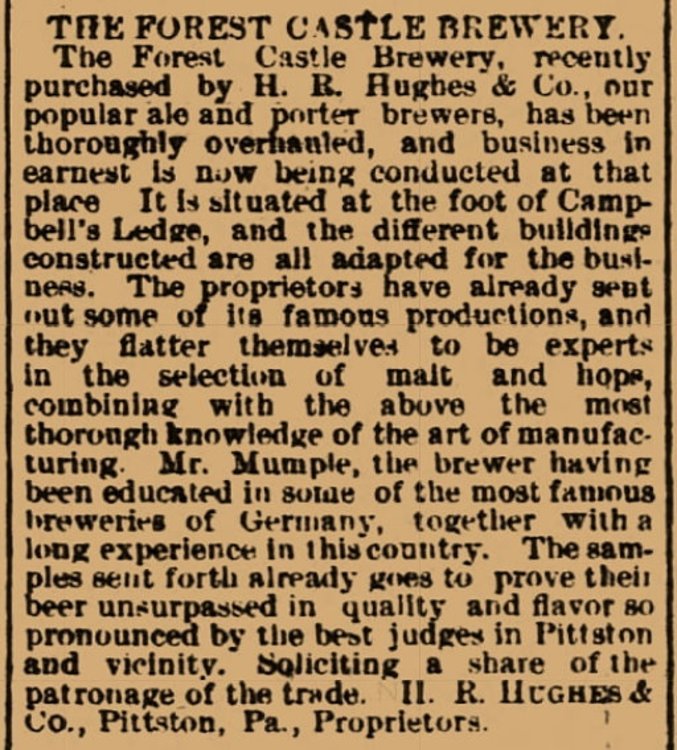 THE FOREST CASTLE BREWERY.
The Forest Castle Brewery, recently
purchased by H. R. Hughes & Co., our
popular ale and porter brewers, has been
thoroughly overhauled, and business in
earnest is now being conducted at that
place It is situated at the foot of Camp-
bell's Ledge, and the different buildings
constructed are all adapted for the busi-
ness. The proprietors have already sent
out some of its famous productions, and
they flatter themselves to be experts
in the selection of malt and hops,
combining with the above the most
thorough knowledge of the art of manufac-
turing. Mr. Mumple, the brewer having
been educated in some of the most famous
breweries of Germany, together with a
long experience in this country. The sam-
ples sent forth already goes to prove their
beer unsurpassed in quality and flavor so
pronounced by the best judges in Pittston
and vicinity. Soliciting a share of the
patronage of the trade. H. R. HUGHES &
Co., Pittston, Pa., Proprietors.